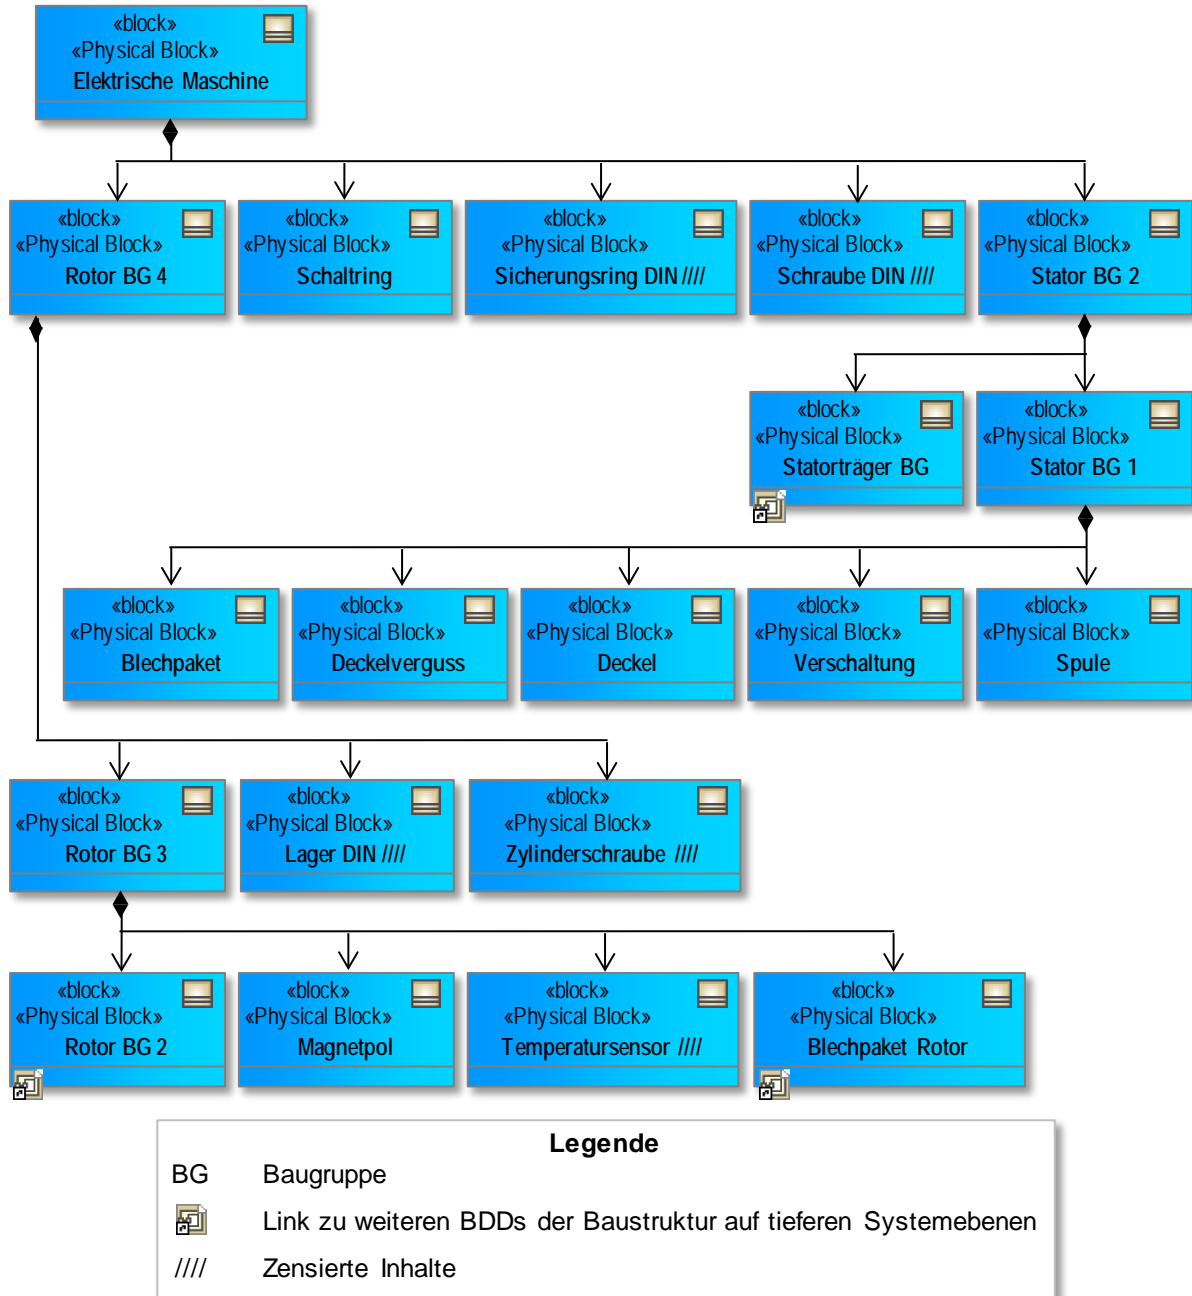 «block»
«Physical Block»
Elektrische Maschine
«block»
«Physical Block»
Rotor BG 4
«block»
«Physical Block»
Schaltring
«block»
«Physical Block»
Sicherungsring DIN ////
«block»
«Physical Block»
Schraube DIN ////
«block»
«Physical Block»
Stator BG 2
«block»
«Physical Block»
Statorträger BG
«block»
«Physical Block»
Stator BG 1
«block»
«Physical Block»
Blechpaket
«block»
«Physical Block»
Deckelverguss
«block»
«Physical Block»
Deckel
«block»
«Physical Block»
Verschaltung
«block»
«Physical Block»
Spule
«block»
«Physical Block»
Rotor BG 3
«block»
«Physical Block»
Lager DIN ////
«block»
«Physical Block»
Zylinderschraube ////
«block»
«Physical Block»
Rotor BG 2
«block»
«Physical Block»
Magnetpol
«block»
«Physical Block»
Temperatursensor ////
«block»
«Physical Block»
Blechpaket Rotor
Legende
BG Baugruppe
Link zu weiteren BDDs der Baustruktur auf tieferen Systemebenen
//// Zensierte Inhalte